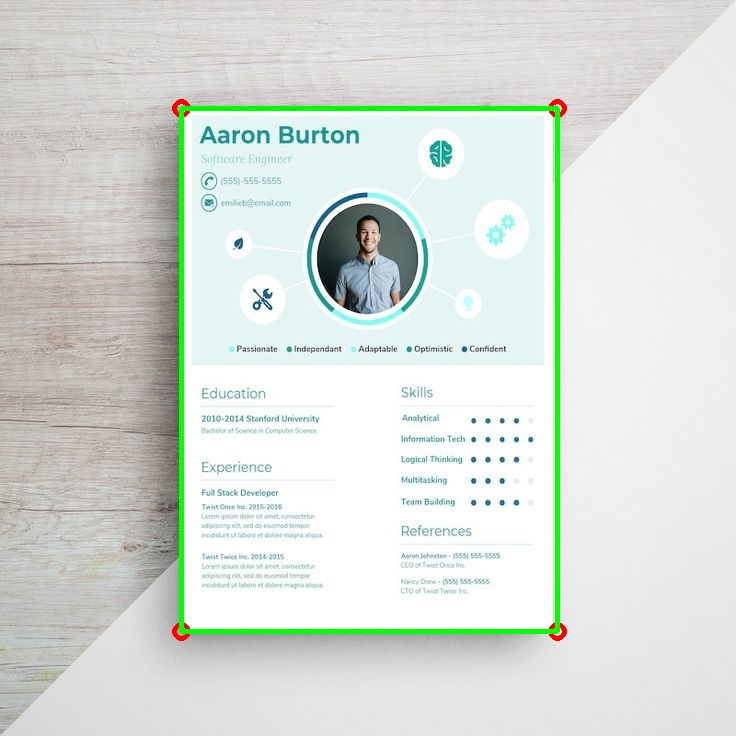 Aaron Burton
Software Engineer
(555)-555-5555
emilieb@email.com
Passionate Independant Adaptable Optimistic Confident
Education
2010-2014 Stanford University
Bachelor of Science in Computer Science
Experience
Full Stack Developer
Twist Once Inc. 2015-2016
Lorem ipsum dolor sit amet, consectetur
adipiscing elit, sed do eiusmod tempor
incididunt ut labore et dolore magna aliqua.
Twist Twice Inc. 2014-2015
Lorem ipsum dolor sit amet, consectetur
adipiscing elit, sed do eiusmod tempor
incididunt ut labore et dolore magna aliqua.
Skills
Analytical
Information Tech
Logical Thinking
Multitasking
Team Building
References
Aaron Johnston - (555) 555-5555
CEO of Twist Once Inc.
Nancy Drew - (555) 555-5555
CTO of Twist Twice Inc.